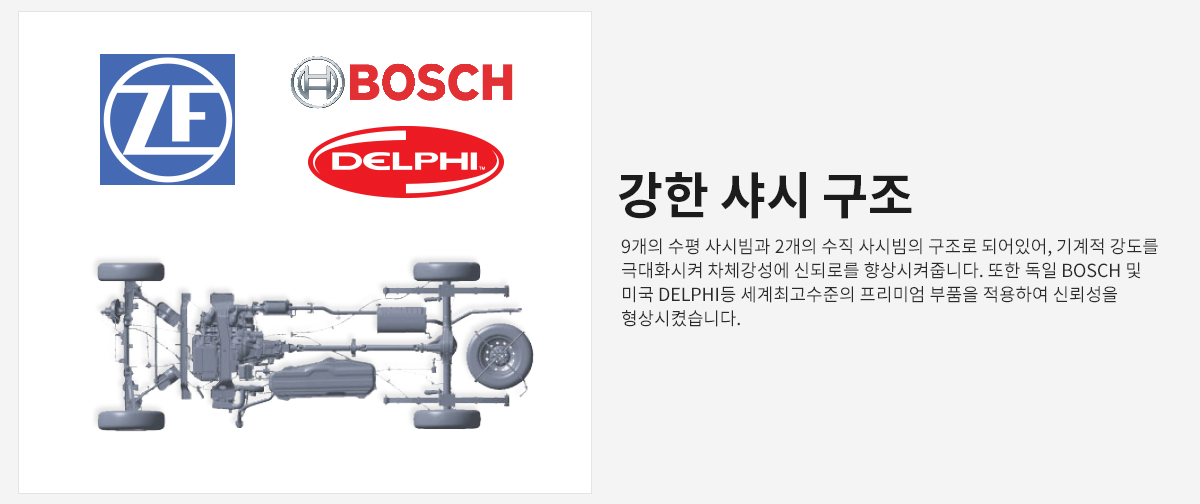 ZF
BOSCH
DELPHI™
강한 샤시 구조
9개의 수평 사시빔과 2개의 수직 사시빔의 구조로 되어있어, 기계적 강도를
극대화시켜 차체강성에 신되로를 향상시켜줍니다. 또한 독일 BOSCH 및
미국 DELPHI등 세계최고수준의 프리미엄 부품을 적용하여 신뢰성을
형상시켰습니다.